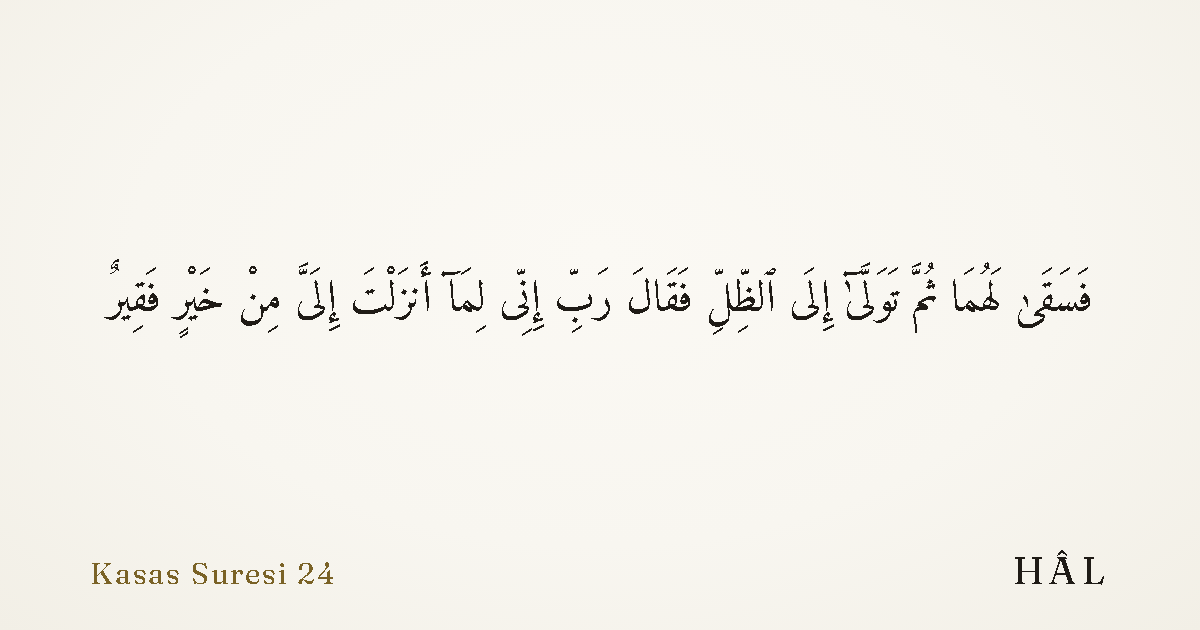 فَسَقَىٰ لَهُمَا ثُمَّ تَوَلَّىٰٓ إِلَى ٱلظِّلِّ فَقَالَ رَبِّ إِنِّى لِمَآ أَنزَلْتَ إِلَىَّ مِنْ خَيْرٍ فَقِيرٌ
Kasas Suresi 24
HÂL